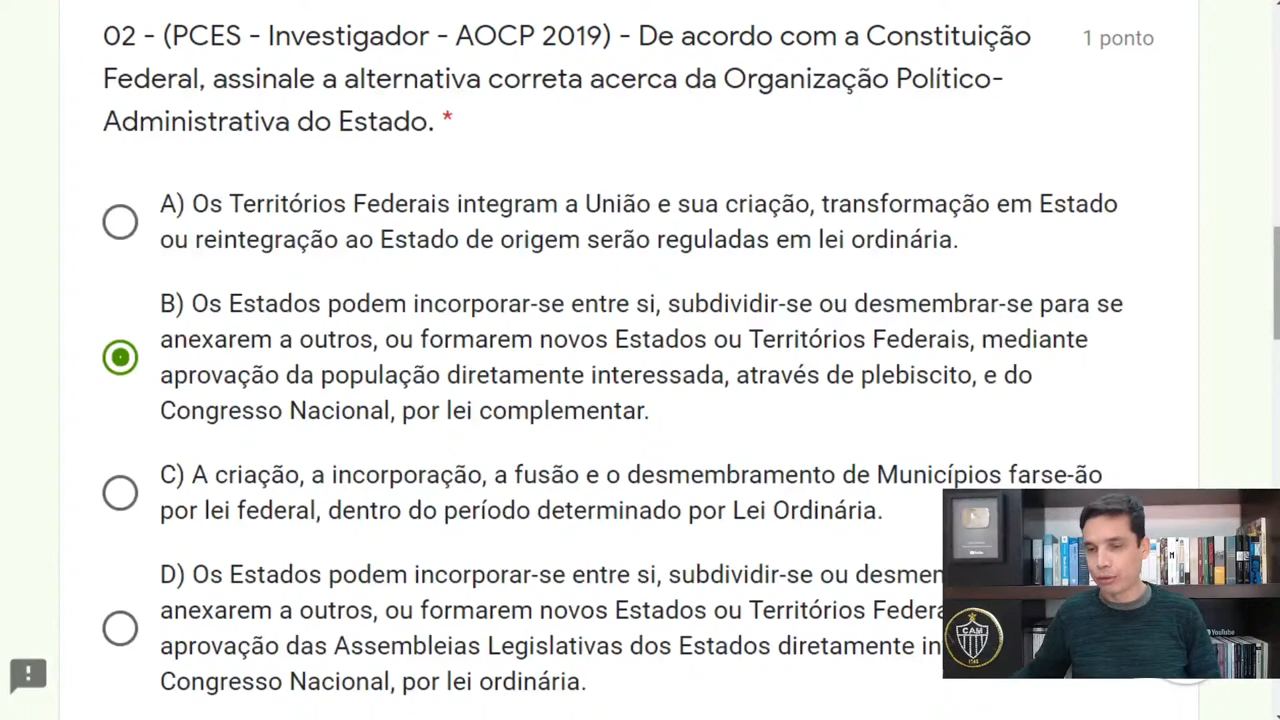 02 - (PCES - Investigador - AOCP 2019) - De acordo com a Constituição
1 ponto
Federal, assinale a alternativa correta acerca da Organização Político-
Administrativa do Estado. *
A) Os Territórios Federais integram a União e sua criação, transformação em Estado
ou reintegração ao Estado de origem serão reguladas em lei ordinária.
B) Os Estados podem incorporar-se entre si, subdividir-se ou desmembrar-se para se
anexarem a outros, ou formarem novos Estados ou Territórios Federais, mediante
aprovação da população diretamente interessada, através de plebiscito, e do
Congresso Nacional, por lei complementar.
C) A criação, a incorporação, a fusão e o desmembramento de Municípios farse-ão
por lei federal, dentro do período determinado por Lei Ordinária.
D) Os Estados podem incorporar-se entre si, subdividir-se ou desmem
anexarem a outros, ou formarem novos Estados ou Territórios Federa
aprovação das Assembleias Legislativas dos Estados diretamente in
Congresso Nacional, por lei ordinária.
CAM
YouTube